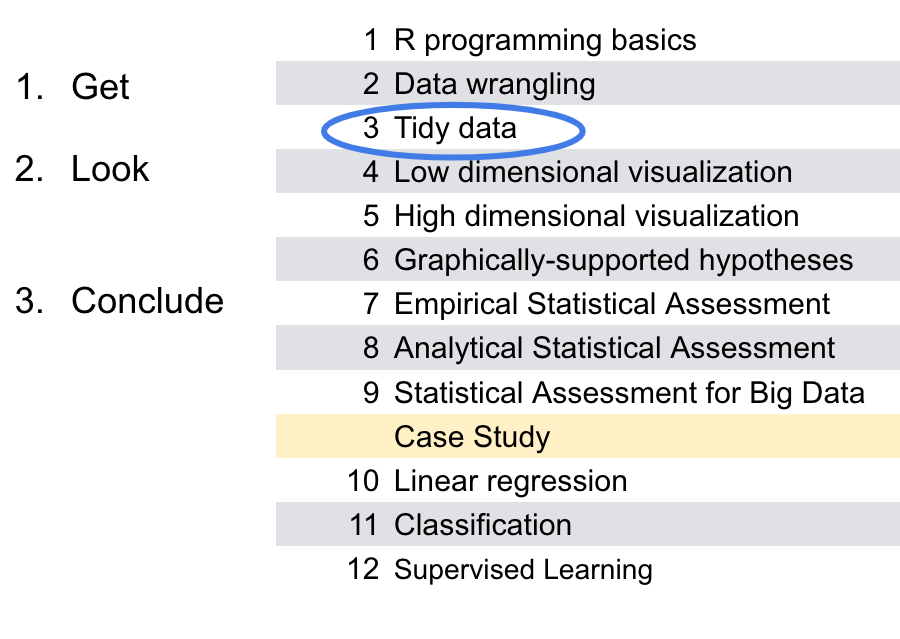 1. Get
2. Look
3. Conclude
1 R programming basics
2 Data wrangling
3 Tidy data
4 Low dimensional visualization
5 High dimensional visualization
6 Graphically-supported hypotheses
7 Empirical Statistical Assessment
8 Analytical Statistical Assessment
9 Statistical Assessment for Big Data
Case Study
10 Linear regression
11 Classification
12 Supervised Learning